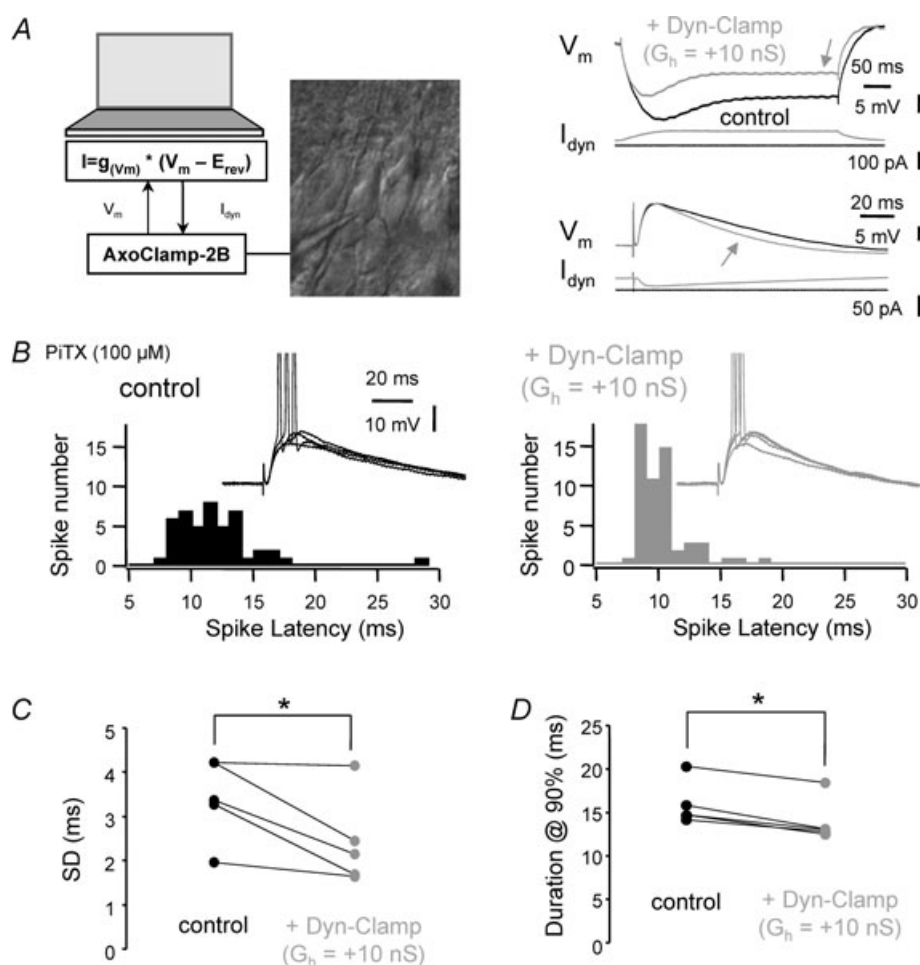 A
I=g(Vm) * (Vm – Erev)
Vm
Idyn
AxoClamp-2B
+ Dyn-Clamp
(Gh = +10 nS)
Vm
50 ms
5 mV
control
Idyn
100 pA
20 ms
5 mV
Vm
Idyn
50 pA
B
PiTX (100 µM)
control
20 ms
10 mV
Spike number
15
10
5
0
5
10
15
20
25
30
Spike Latency (ms)
+ Dyn-Clamp
(Gh = +10 nS)
Spike number
15
10
5
0
5
10
15
20
25
30
Spike Latency (ms)
C
*
SD (ms)
5
4
3
2
1
0
control
+ Dyn-Clamp
(Gh = +10 nS)
D
*
Duration @ 90% (ms)
25
20
15
10
5
0
control
+ Dyn-Clamp
(Gh = +10 nS)